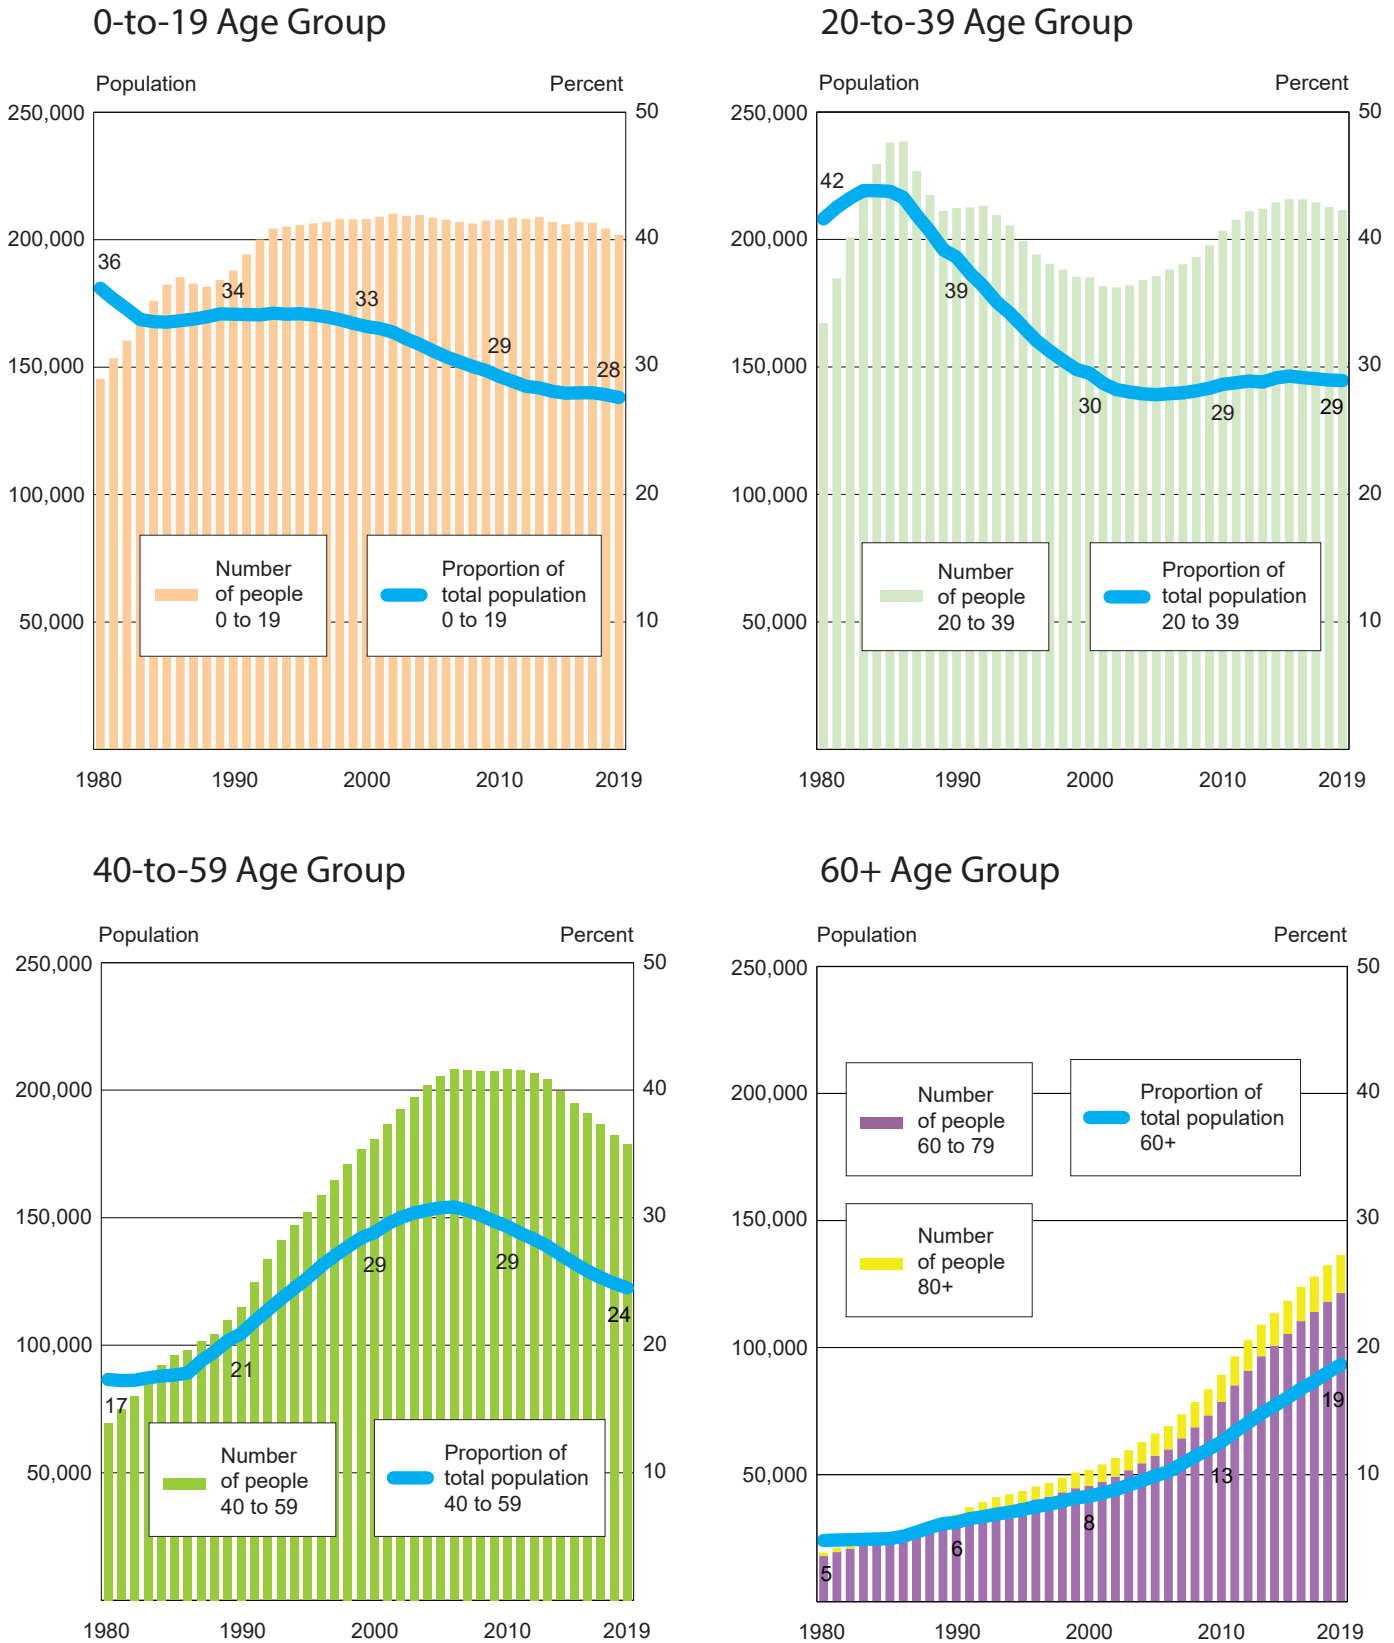 0-to-19 Age Group
Population
Percent
250,000
200,000
150,000
100,000
50,000
50
40
30
20
10
36
34
33
29
28
Number
of people
0 to 19
Proportion of
total population
0 to 19
1980
1990
2000
2010
2019
20-to-39 Age Group
Population
Percent
250,000
200,000
150,000
100,000
50,000
50
40
30
20
10
42
39
30
29
29
Number
of people
20 to 39
Proportion of
total population
20 to 39
1980
1990
2000
2010
2019
40-to-59 Age Group
Population
Percent
250,000
200,000
150,000
100,000
50,000
50
40
30
20
10
17
21
29
29
24
Number
of people
40 to 59
Proportion of
total population
40 to 59
1980
1990
2000
2010
2019
60+ Age Group
Population
Percent
250,000
200,000
150,000
100,000
50,000
50
40
30
20
10
Number
of people
60 to 79
Proportion of
total population
60+
Number
of people
80+
5
6
8
13
19
1980
1990
2000
2010
2019